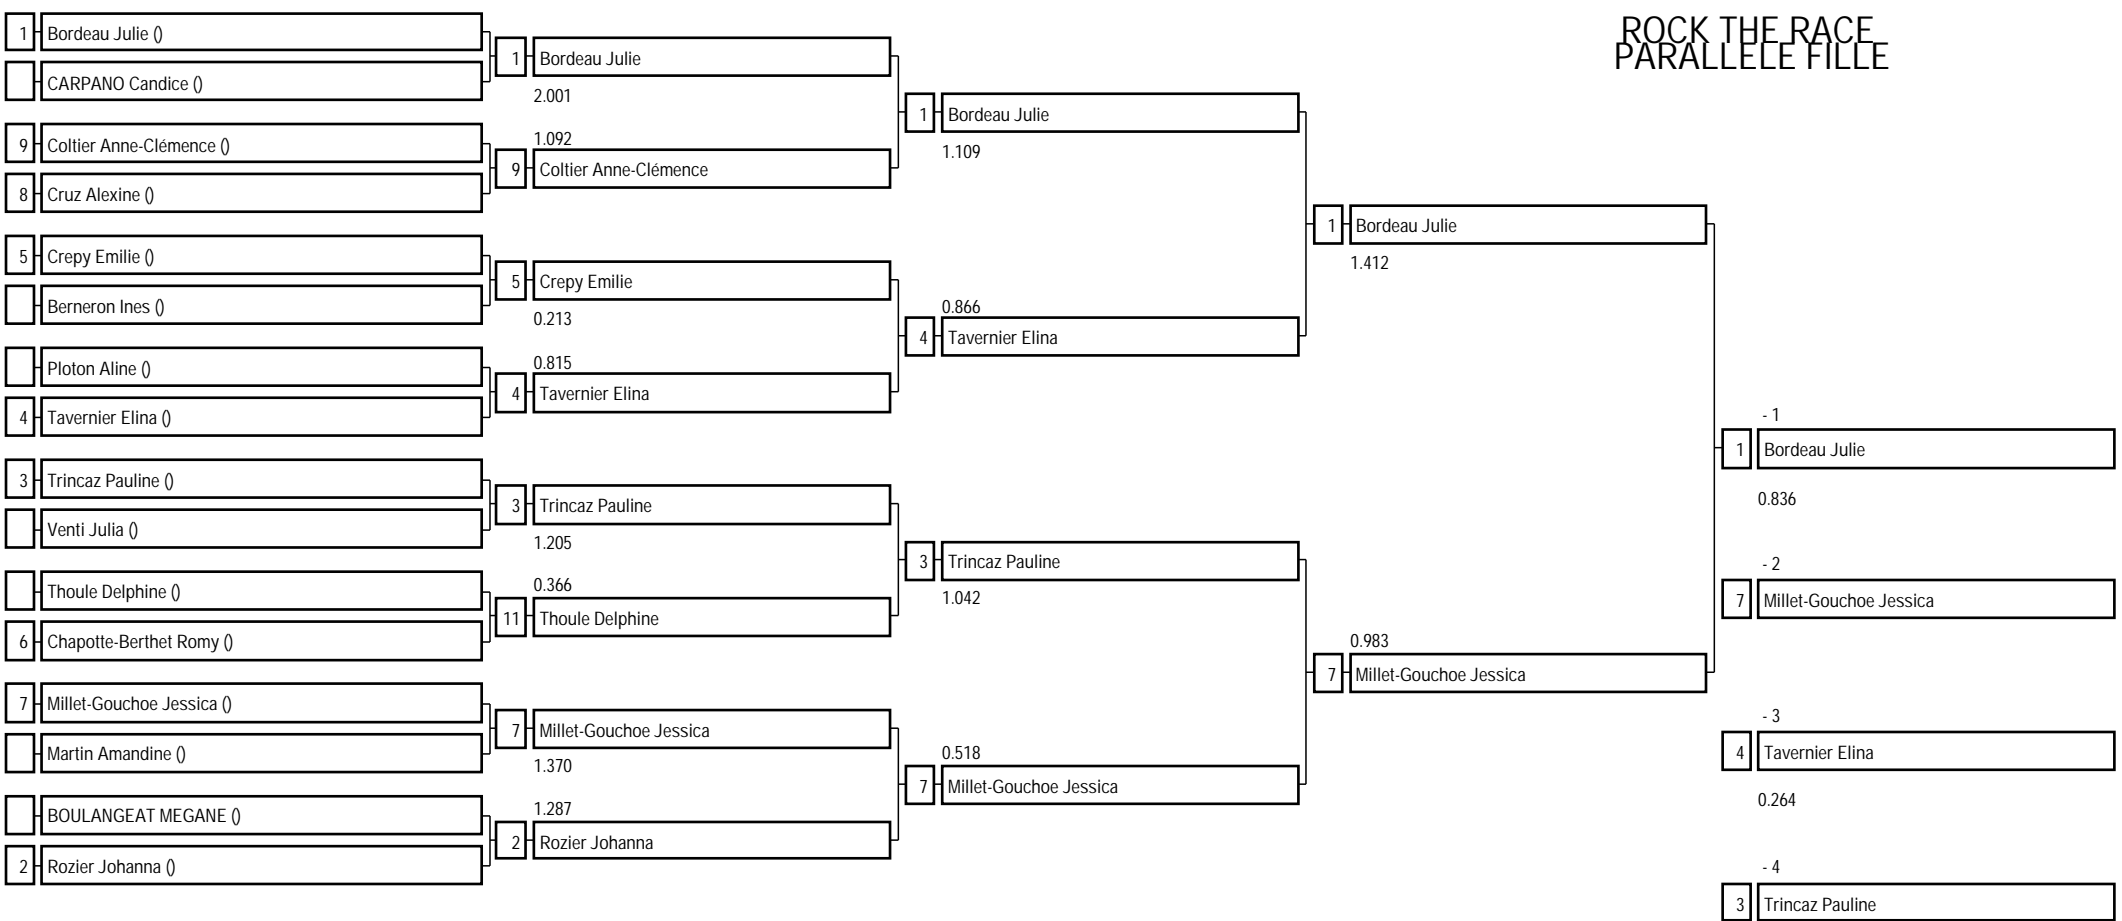 ROCK THE RACE
PARALLELE FILLE
1 Bordeau Julie ()
CARPANO Candice ()
9 Coltier Anne-Clémence ()
8 Cruz Alexine ()
5 Crepy Emilie ()
Berneron Ines ()
Ploton Aline ()
4 Tavernier Elina ()
3 Trincaz Pauline ()
Venti Julia ()
Thoule Delphine ()
6 Chapotte-Berthet Romy ()
7 Millet-Gouchoe Jessica ()
Martin Amandine ()
BOULANGEAT MEGANE ()
2 Rozier Johanna ()
1 Bordeau Julie
2.001
1.092
9 Coltier Anne-Clémence
5 Crepy Emilie
0.213
0.815
4 Tavernier Elina
3 Trincaz Pauline
1.205
0.366
11 Thoule Delphine
7 Millet-Gouchoe Jessica
1.370
1.287
2 Rozier Johanna
1 Bordeau Julie
1.109
0.866
4 Tavernier Elina
3 Trincaz Pauline
1.042
0.518
7 Millet-Gouchoe Jessica
1 Bordeau Julie
1.412
0.983
7 Millet-Gouchoe Jessica
- 1
1 Bordeau Julie
0.836
- 2
7 Millet-Gouchoe Jessica
- 3
4 Tavernier Elina
0.264
- 4
3 Trincaz Pauline